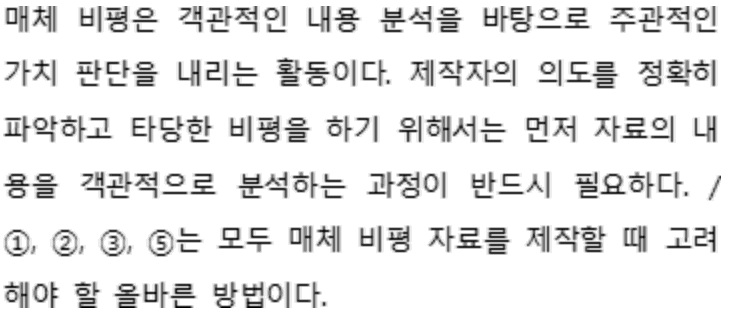 매체 비평은 객관적인 내용 분석을 바탕으로 주관적인
가치 판단을 내리는 활동이다. 제작자의 의도를 정확히
파악하고 타당한 비평을 하기 위해서는 먼저 자료의 내
용을 객관적으로 분석하는 과정이 반드시 필요하다. /
①, ②, ③, ⑤는 모두 매체 비평 자료를 제작할 때 고려
해야 할 올바른 방법이다.